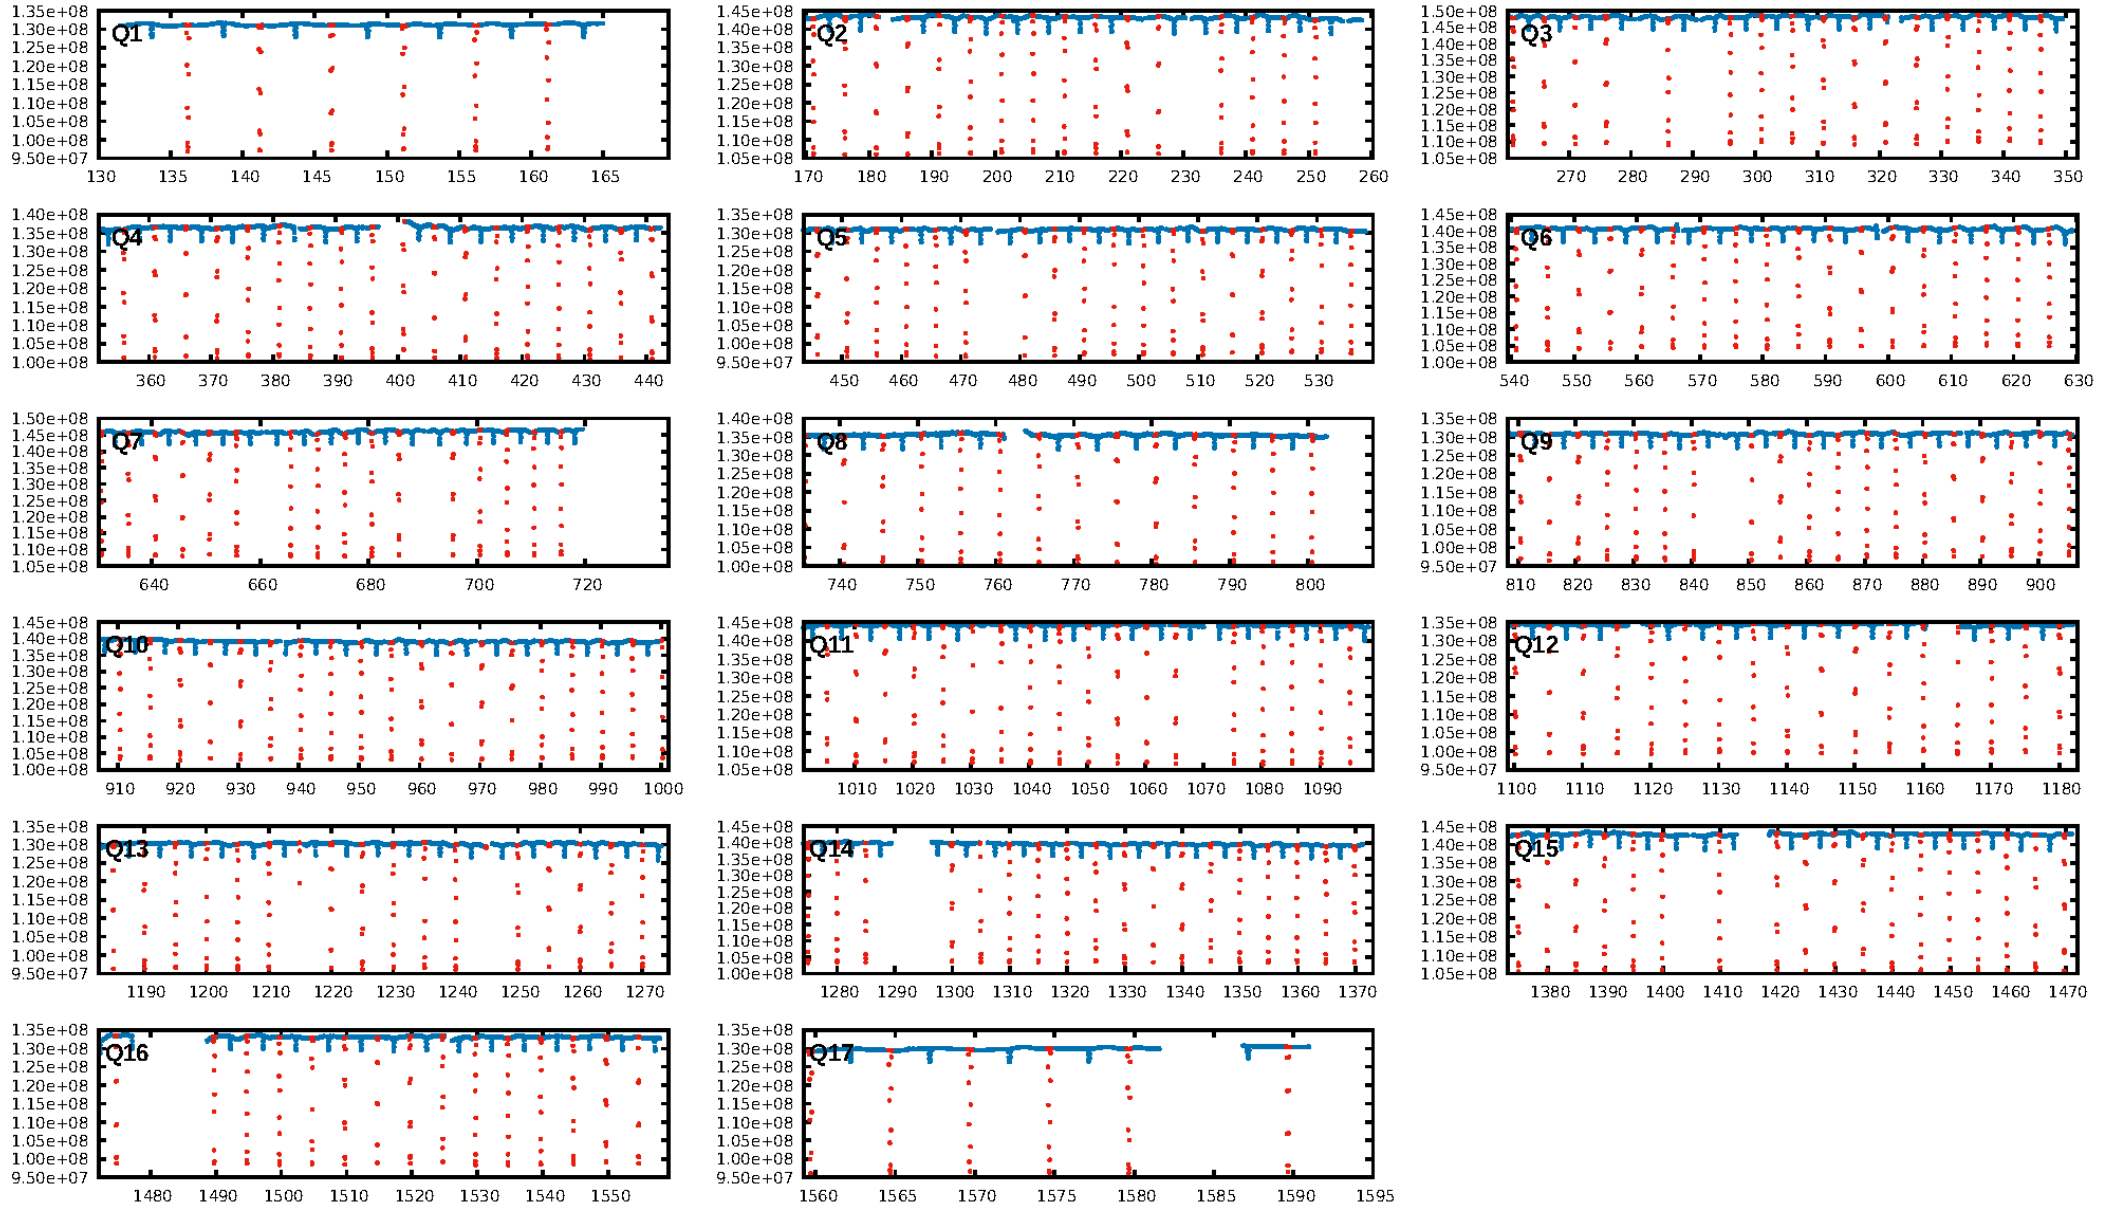 1.35e+08
1.30e+08
1.25e+08
1.20e+08
1.15e+08
1.10e+08
1.05e+08
1.00e+08
9.50e+07
Q1
130 135 140 145 150 155 160 165
1.45e+08
1.40e+08
1.35e+08
1.30e+08
1.25e+08
1.20e+08
1.15e+08
1.10e+08
1.05e+08
Q2
170 180 190 200 210 220 230 240 250 260
1.50e+08
1.45e+08
1.40e+08
1.35e+08
1.30e+08
1.25e+08
1.20e+08
1.15e+08
1.10e+08
1.05e+08
Q3
270 280 290 300 310 320 330 340 350
1.40e+08
1.35e+08
1.30e+08
1.25e+08
1.20e+08
1.15e+08
1.10e+08
1.05e+08
1.00e+08
Q4
360 370 380 390 400 410 420 430 440
1.35e+08
1.30e+08
1.25e+08
1.20e+08
1.15e+08
1.10e+08
1.05e+08
1.00e+08
9.50e+07
Q5
450 460 470 480 490 500 510 520 530
1.45e+08
1.40e+08
1.35e+08
1.30e+08
1.25e+08
1.20e+08
1.15e+08
1.10e+08
1.05e+08
1.00e+08
Q6
540 550 560 570 580 590 600 610 620 630
1.50e+08
1.45e+08
1.40e+08
1.35e+08
1.30e+08
1.25e+08
1.20e+08
1.15e+08
1.10e+08
1.05e+08
Q7
640 660 680 700 720
1.40e+08
1.35e+08
1.30e+08
1.25e+08
1.20e+08
1.15e+08
1.10e+08
1.05e+08
1.00e+08
Q8
740 750 760 770 780 790 800
1.35e+08
1.30e+08
1.25e+08
1.20e+08
1.15e+08
1.10e+08
1.05e+08
1.00e+08
9.50e+07
Q9
810 820 830 840 850 860 870 880 890 900
1.45e+08
1.40e+08
1.35e+08
1.30e+08
1.25e+08
1.20e+08
1.15e+08
1.10e+08
1.05e+08
1.00e+08
Q10
910 920 930 940 950 960 970 980 990 1000
1.45e+08
1.40e+08
1.35e+08
1.30e+08
1.25e+08
1.20e+08
1.15e+08
1.10e+08
1.05e+08
Q11
1010 1020 1030 1040 1050 1060 1070 1080 1090
1.35e+08
1.30e+08
1.25e+08
1.20e+08
1.15e+08
1.10e+08
1.05e+08
1.00e+08
9.50e+07
Q12
1100 1110 1120 1130 1140 1150 1160 1170 1180
1.35e+08
1.30e+08
1.25e+08
1.20e+08
1.15e+08
1.10e+08
1.05e+08
1.00e+08
9.50e+07
Q13
1190 1200 1210 1220 1230 1240 1250 1260 1270
1.45e+08
1.40e+08
1.35e+08
1.30e+08
1.25e+08
1.20e+08
1.15e+08
1.10e+08
1.05e+08
1.00e+08
Q14
1280 1290 1300 1310 1320 1330 1340 1350 1360 1370
1.45e+08
1.40e+08
1.35e+08
1.30e+08
1.25e+08
1.20e+08
1.15e+08
1.10e+08
1.05e+08
Q15
1380 1390 1400 1410 1420 1430 1440 1450 1460 1470
1.35e+08
1.30e+08
1.25e+08
1.20e+08
1.15e+08
1.10e+08
1.05e+08
1.00e+08
9.50e+07
Q16
1480 1490 1500 1510 1520 1530 1540 1550
1.35e+08
1.30e+08
1.25e+08
1.20e+08
1.15e+08
1.10e+08
1.05e+08
1.00e+08
9.50e+07
Q17
1560 1565 1570 1575 1580 1585 1590 1595